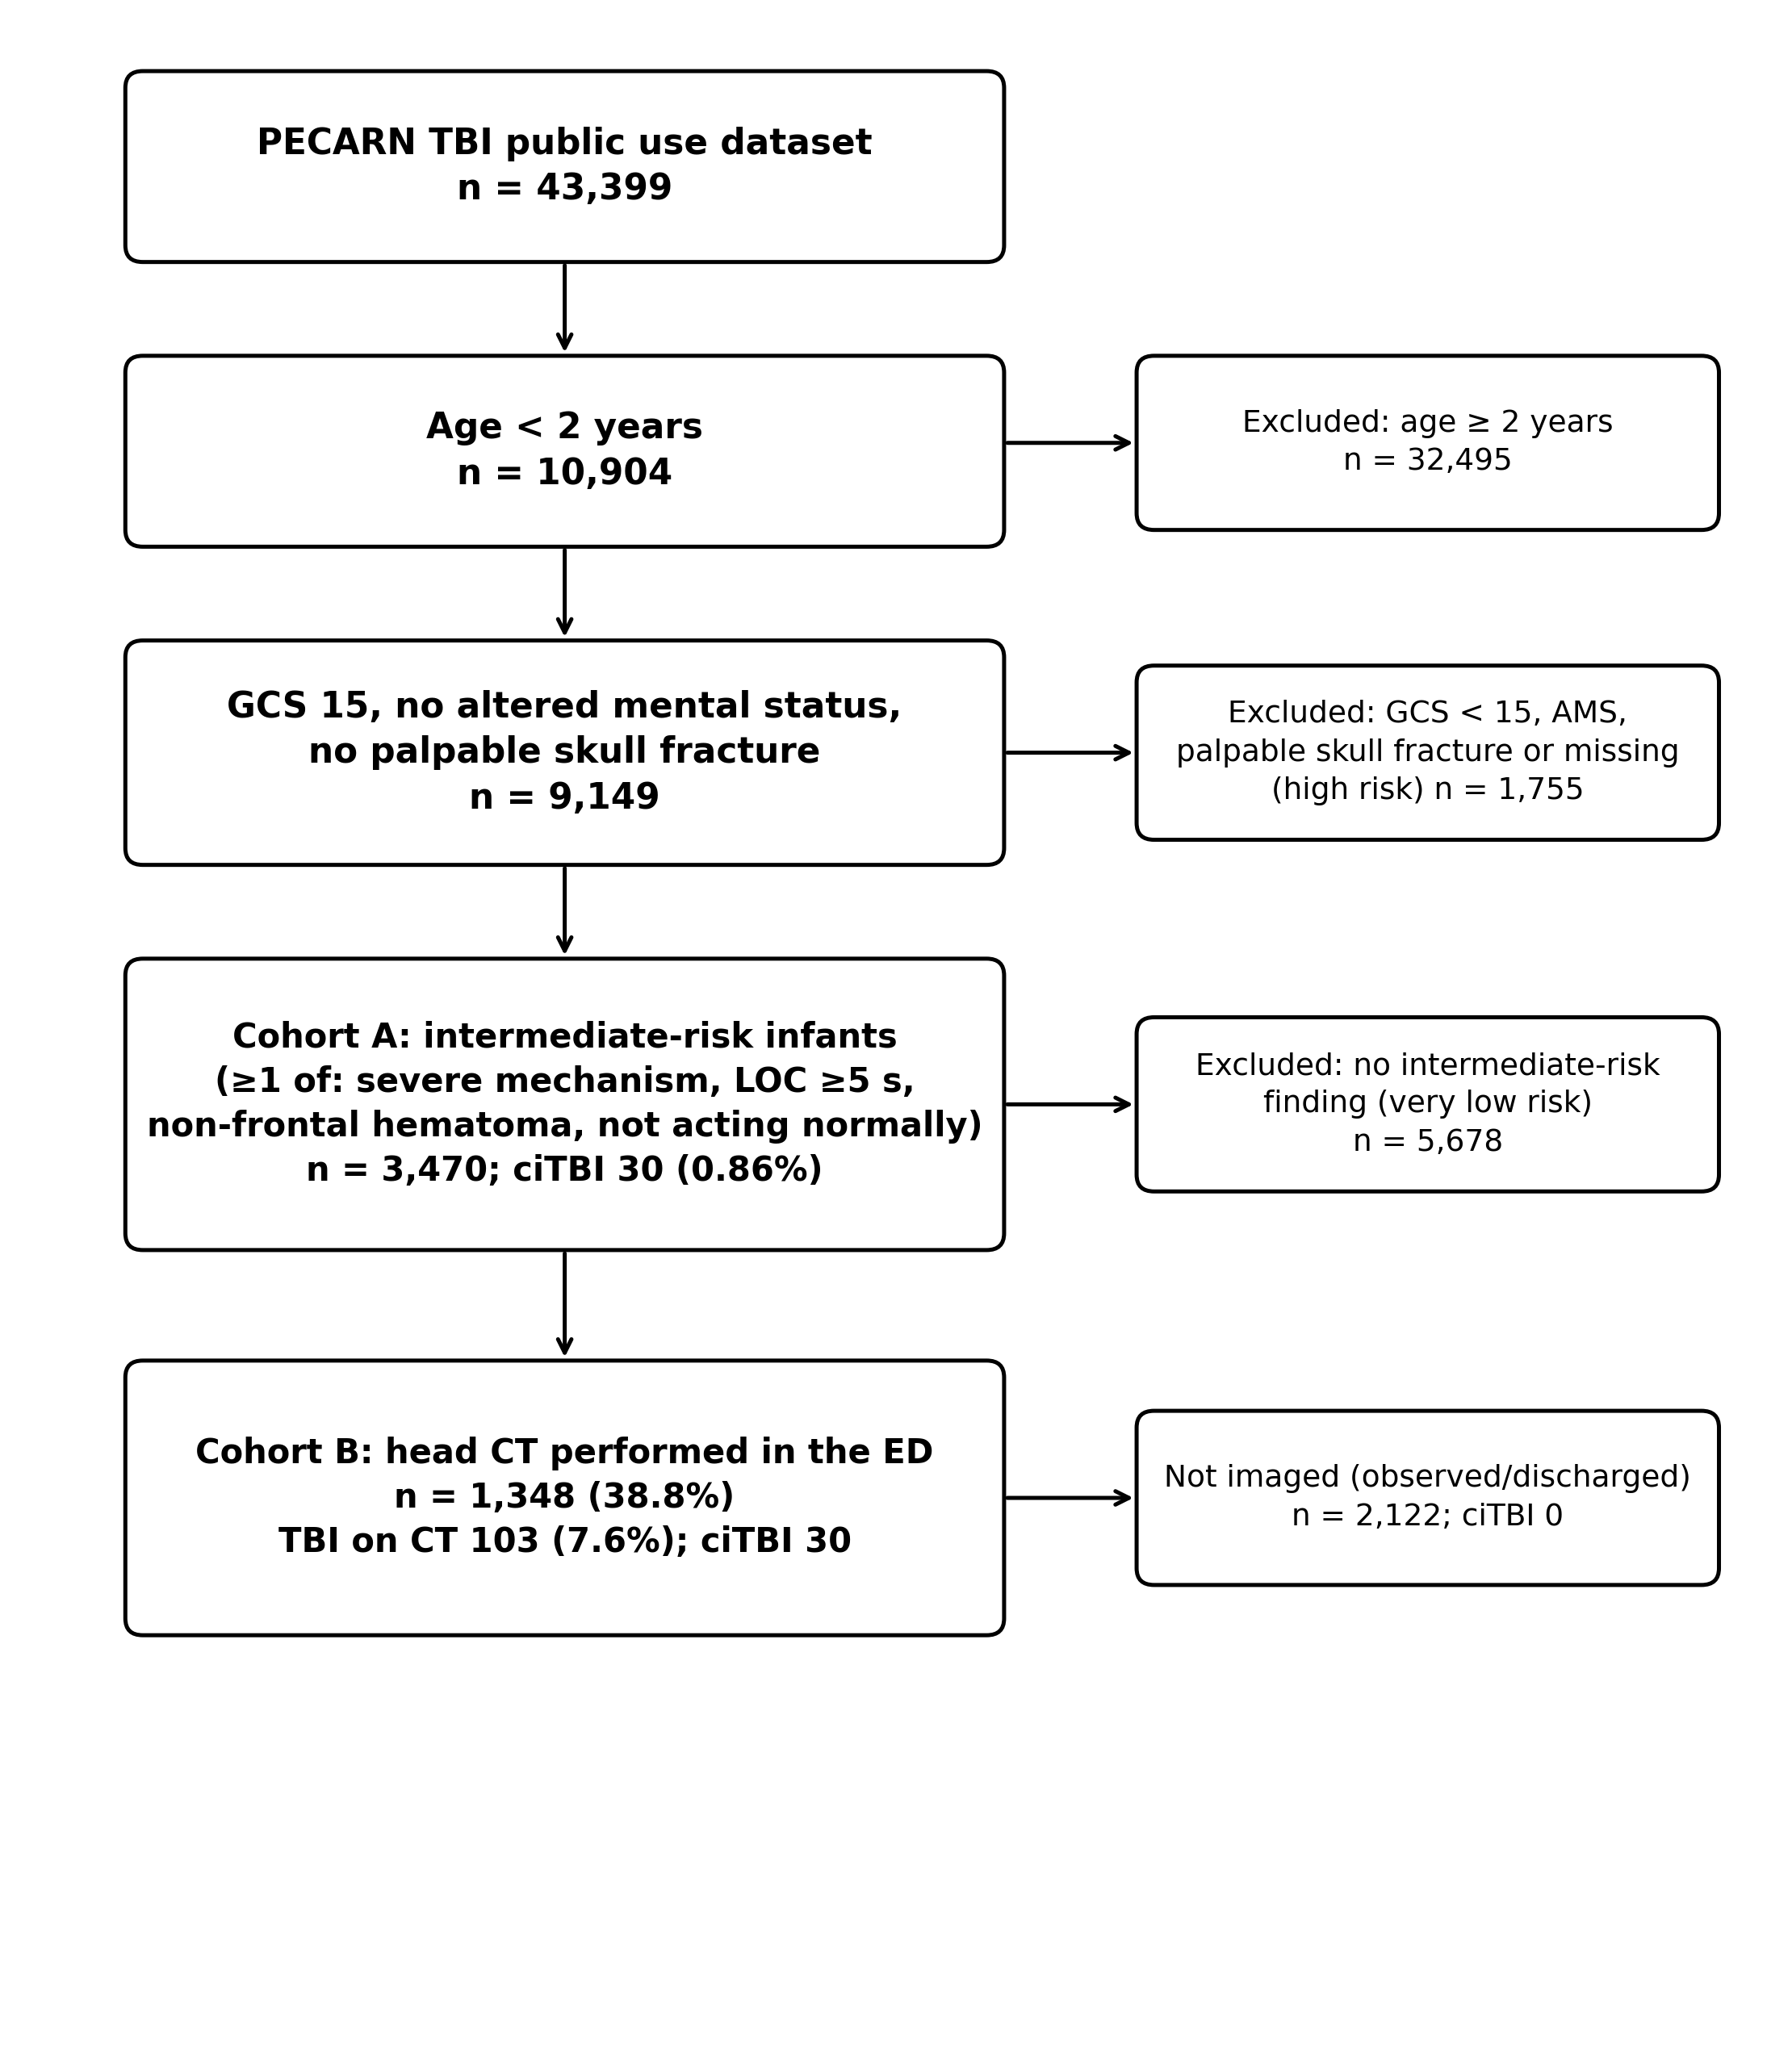 PECARN TBI public use dataset
n = 43,399
Age < 2 years
n = 10,904
Excluded: age ≥ 2 years
n = 32,495
GCS 15, no altered mental status,
no palpable skull fracture
n = 9,149
Excluded: GCS < 15, AMS,
palpable skull fracture or missing
(high risk) n = 1,755
Cohort A: intermediate-risk infants
(≥1 of: severe mechanism, LOC ≥5 s,
non-frontal hematoma, not acting normally)
n = 3,470; ciTBI 30 (0.86%)
Excluded: no intermediate-risk
finding (very low risk)
n = 5,678
Cohort B: head CT performed in the ED
n = 1,348 (38.8%)
TBI on CT 103 (7.6%); ciTBI 30
Not imaged (observed/discharged)
n = 2,122; ciTBI 0